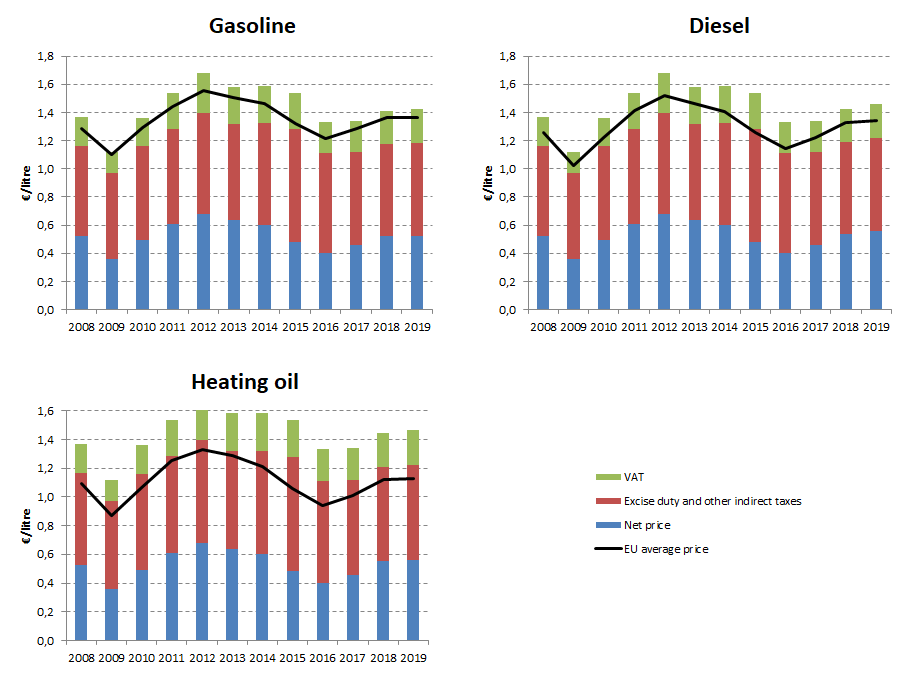 Gasoline
€/litre
1,8
1,6
1,4
1,2
1,0
0,8
0,6
0,4
0,2
0,0
2008 2009 2010 2011 2012 2013 2014 2015 2016 2017 2018 2019
Diesel
€/litre
1,8
1,6
1,4
1,2
1,0
0,8
0,6
0,4
0,2
0,0
2008 2009 2010 2011 2012 2013 2014 2015 2016 2017 2018 2019
Heating oil
€/litre
1,6
1,4
1,2
1,0
0,8
0,6
0,4
0,2
0,0
2008 2009 2010 2011 2012 2013 2014 2015 2016 2017 2018 2019
VAT
Excise duty and other indirect taxes
Net price
EU average price